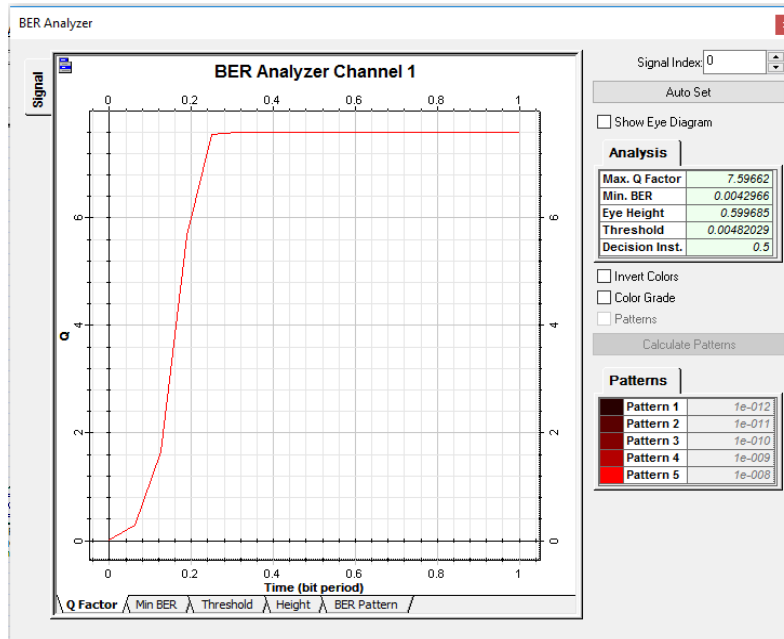 BER Analyzer
Signal
BER Analyzer Channel 1
0 0.2 0.4 0.6 0.8 1
6 6
4 4
Q
2 2
0 0
0 0.2 0.4 0.6 0.8 1
Time (bit period)
Q Factor Min BER Threshold Height BER Pattern
Signal Index: 0
Auto Set
Show Eye Diagram
Analysis
Max. Q Factor 7.59662
Min. BER 0.0042966
Eye Height 0.599685
Threshold 0.00482029
Decision Inst. 0.5
Invert Colors
Color Grade
Patterns
Calculate Patterns
Patterns
Pattern 1 1e-012
Pattern 2 1e-011
Pattern 3 1e-010
Pattern 4 1e-009
Pattern 5 1e-008